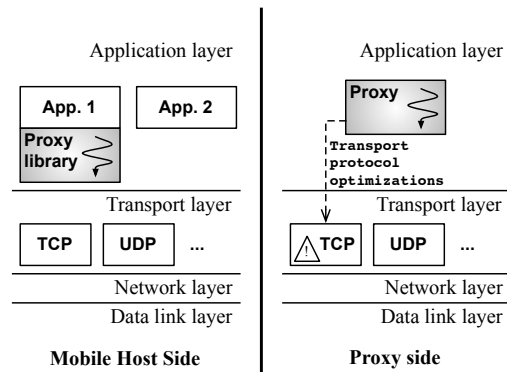 Application layer
App. 1
App. 2
Proxy
library
Transport layer
TCP
UDP
...
Network layer
Data link layer
Mobile Host Side
Application layer
Proxy
Transport
protocol
optimizations
Transport layer
! TCP
UDP
...
Network layer
Data link layer
Proxy side